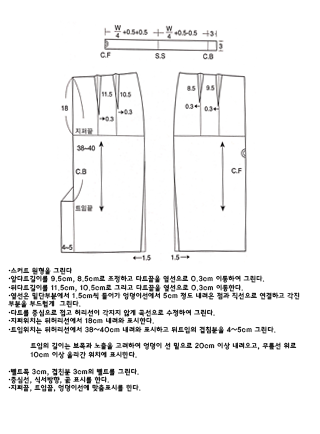 W/4 +0.5+0.5
W/4 +0.5-0.5
3
3
C.F
S.S
C.B
18
11.5
10.5
0.3
0.3
지퍼끝
38~40
C.B
트임끝
4~5
1.5
8.5
9.5
0.3
0.3
C.F
1.5
·스커트 원형을 그린다
·앞다트길이를 9.5cm, 8.5cm로 조정하고 다트끝을 옆선으로 0.3cm 이동하여 그린다.
·뒤다트길이를 11.5cm, 10.5cm로 그리고 다트끝을 옆선으로 0.3cm 이동한다.
·옆선은 밑단부분에서 1.5cm씩 들어가 엉덩이선에서 5cm 정도 내려온 점과 직선으로 연결하고 각진
부분을 부드럽게 그린다.
·다트를 중심으로 접고 허리선이 각지지 않게 곡선으로 수정하여 그린다.
·지퍼위치는 뒤허리선에서 18cm 내려와 표시한다.
·트임위치는 뒤허리선에서 38~40cm 내려와 표시하고 뒤트임의 겹침분을 4~5cm 그린다.
트임의 길이는 보폭과 노출을 고려하여 엉덩이 선 밑으로 20cm 이상 내려오고, 무릎선 위로
10cm 이상 올라간 위치에 표시한다.
·벨트폭 3cm, 겹친분 3cm의 벨트를 그린다.
·중심선, 식서방향, 골 표시를 한다.
·지퍼끝, 트임끝, 엉덩이선에 맞춤표시를 한다.